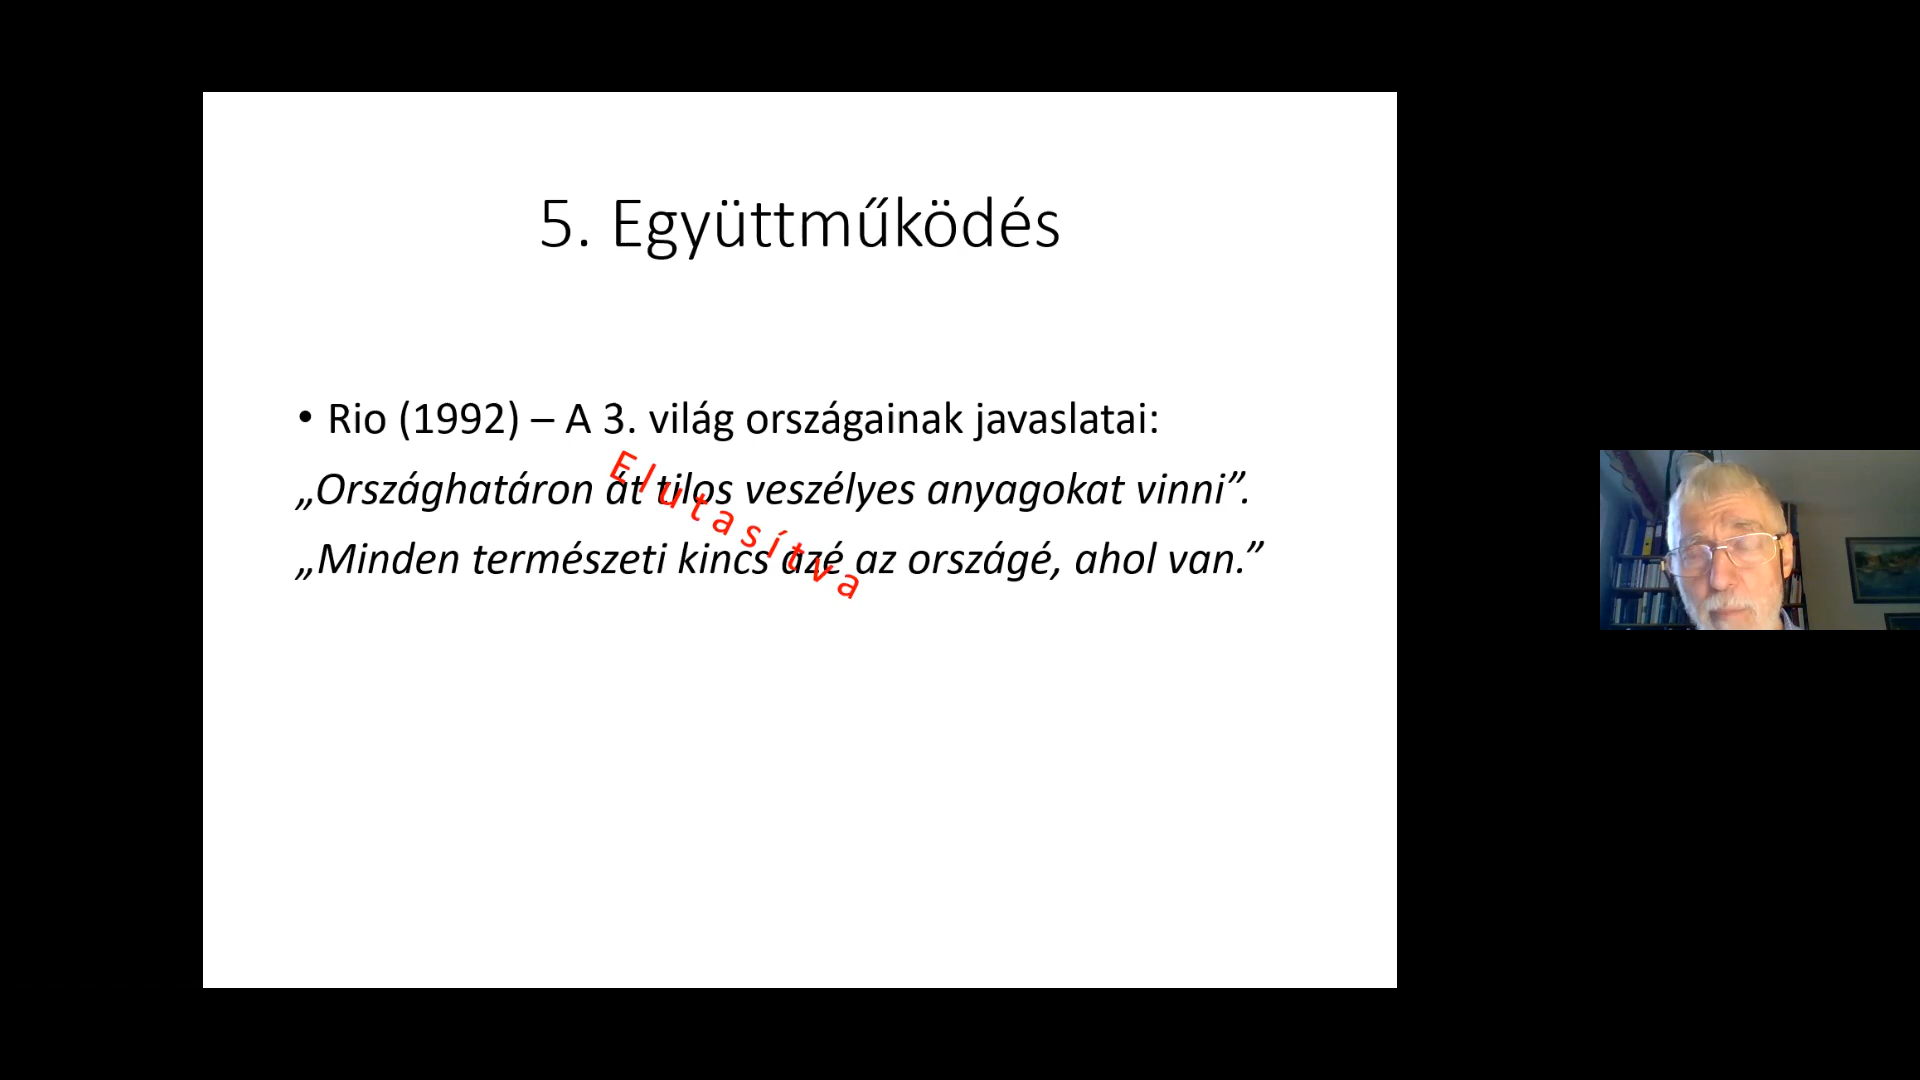 5. Együttműködés
• Rio (1992) – A 3. világ országainak javaslatai:
„Országhatáron át tilos veszélyes anyagokat vinni”.
„Minden természeti kincs azé az országé, ahol van.”
Elutasítva